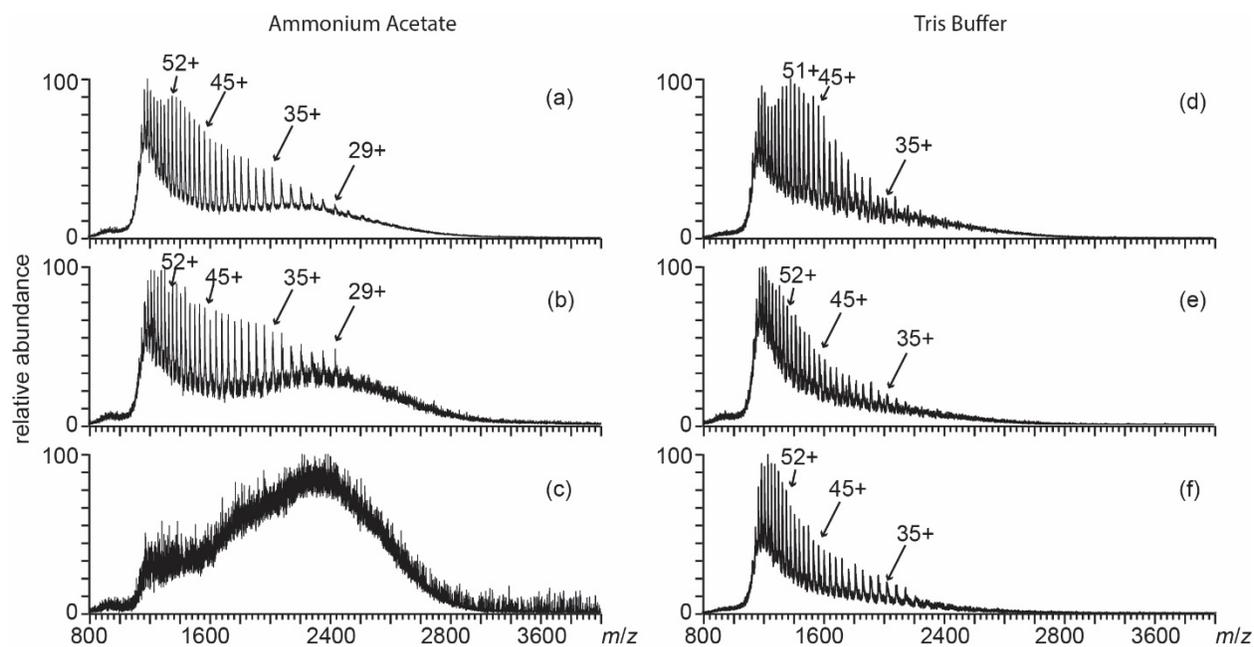 Ammonium Acetate
Tris Buffer
relative abundance
100
52+
45+
35+
29+
(a)
0
100
52+
45+
35+
29+
(b)
0
100
(c)
0
800 1600 2400 3600 m/z
100
51+
45+
35+
(d)
0
100
52+
45+
35+
(e)
0
100
52+
45+
35+
(f)
0
800 1600 2400 2800 3600 m/z